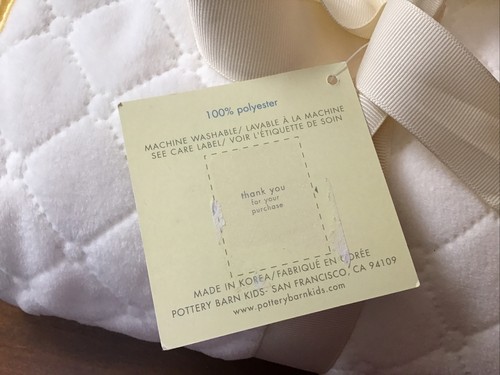 100% polyester
MACHINE WASHABLE/ LAVABLE À LA MACHINE
SEE CARE LABEL/ VOIR L'ÉTIQUETTE DE SOIN
thank you
for your
purchase
MADE IN KOREA/FABRIQUÉ EN CORÉE
POTTERY BARN KIDS- SAN FRANCISCO, CA 94109
www.potterybarnkids.com